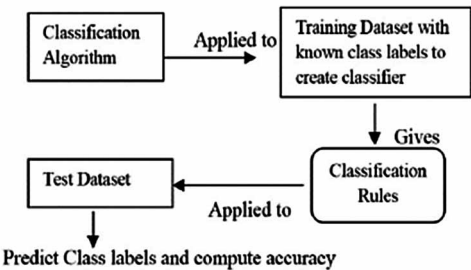 Classification
Algorithm
Applied to
Training Dataset with
known class labels to
create classifier
Gives
Classification
Rules
Applied to
Test Dataset
Predict Class labels and compute accuracy